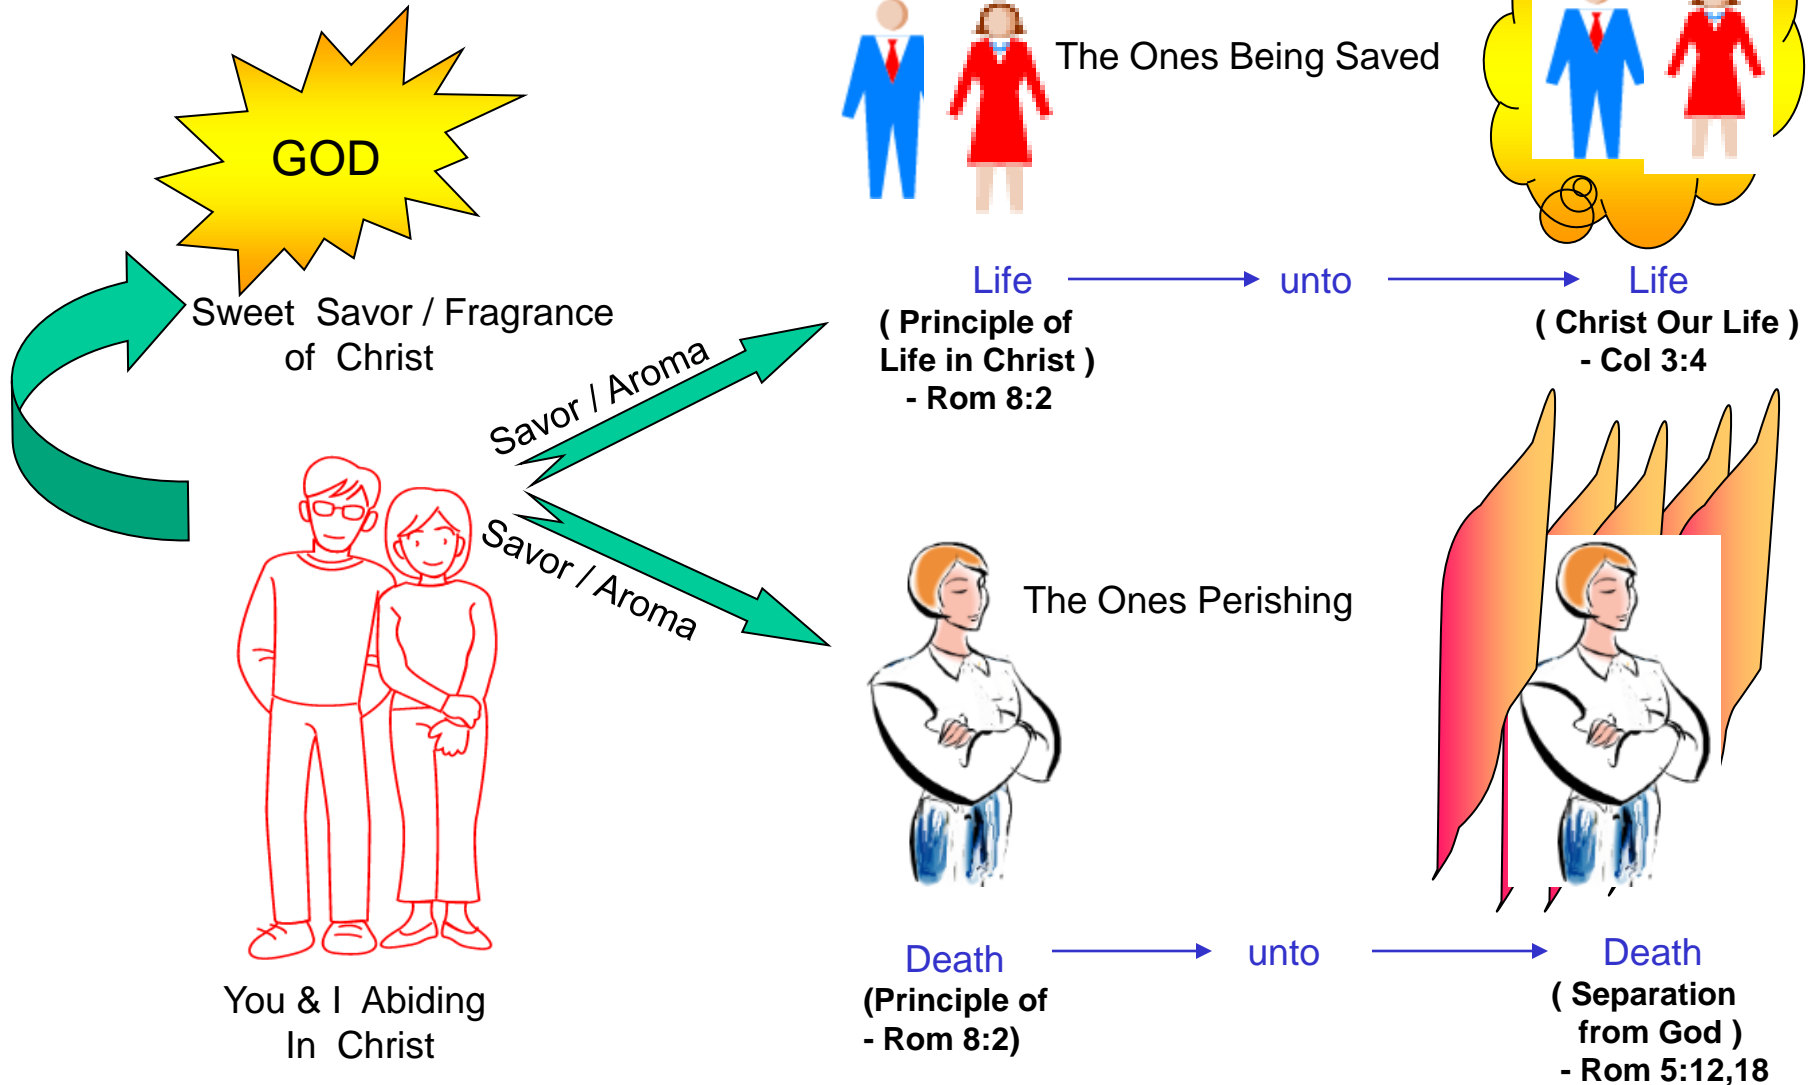 GOD
Sweet Savor / Fragrance
of Christ
Savor / Aroma
Savor / Aroma
You & I Abiding
In Christ
The Ones Being Saved
Life unto Life
( Principle of
Life in Christ )
- Rom 8:2
( Christ Our Life )
- Col 3:4
The Ones Perishing
Death unto Death
(Principle of
- Rom 8:2)
( Separation
from God )
- Rom 5:12,18